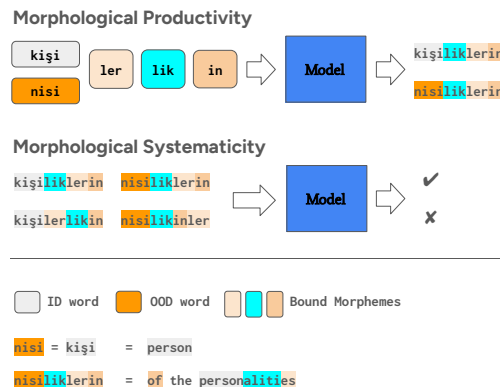 Morphological Productivity
kişi ler lik in Model kişiliklerin
nisi nisiliklerin
Morphological Systematicity
kişiliklerin nisiliklerin Model ✔
kişilerlikin nisilikinler ✘
ID word OOD word Bound Morphemes
nisi = kişi = person
nisiliklerin = of the personalities